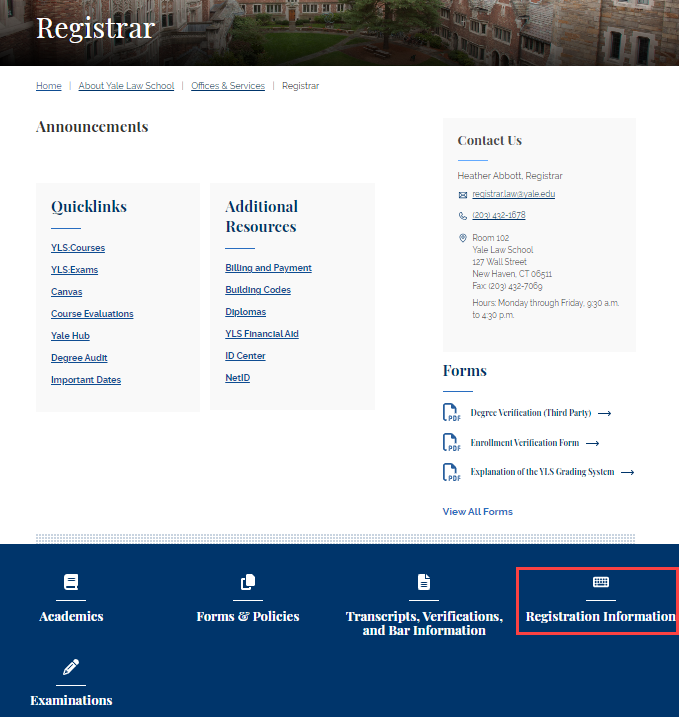 Registrar
Home | About Yale Law School | Offices & Services | Registrar
Announcements
Quicklinks
YLS:Courses
YLS:Exams
Canvas
Course Evaluations
Yale Hub
Degree Audit
Important Dates
Additional
Resources
Billing and Payment
Building Codes
Diplomas
YLS Financial Aid
ID Center
NetID
Contact Us
Heather Abbott, Registrar
registrar.law@yale.edu
(203) 432-1678
Room 102
Yale Law School
127 Wall Street
New Haven, CT 06511
Fax: (203) 432-7069
Hours: Monday through Friday, 9:30 a.m.
to 4:30 p.m.
Forms
PDF Degree Verification (Third Party)
PDF Enrollment Verification Form
PDF Explanation of the YLS Grading System
View All Forms
Academics
Forms & Policies
Transcripts, Verifications,
and Bar Information
Registration Information
Examinations